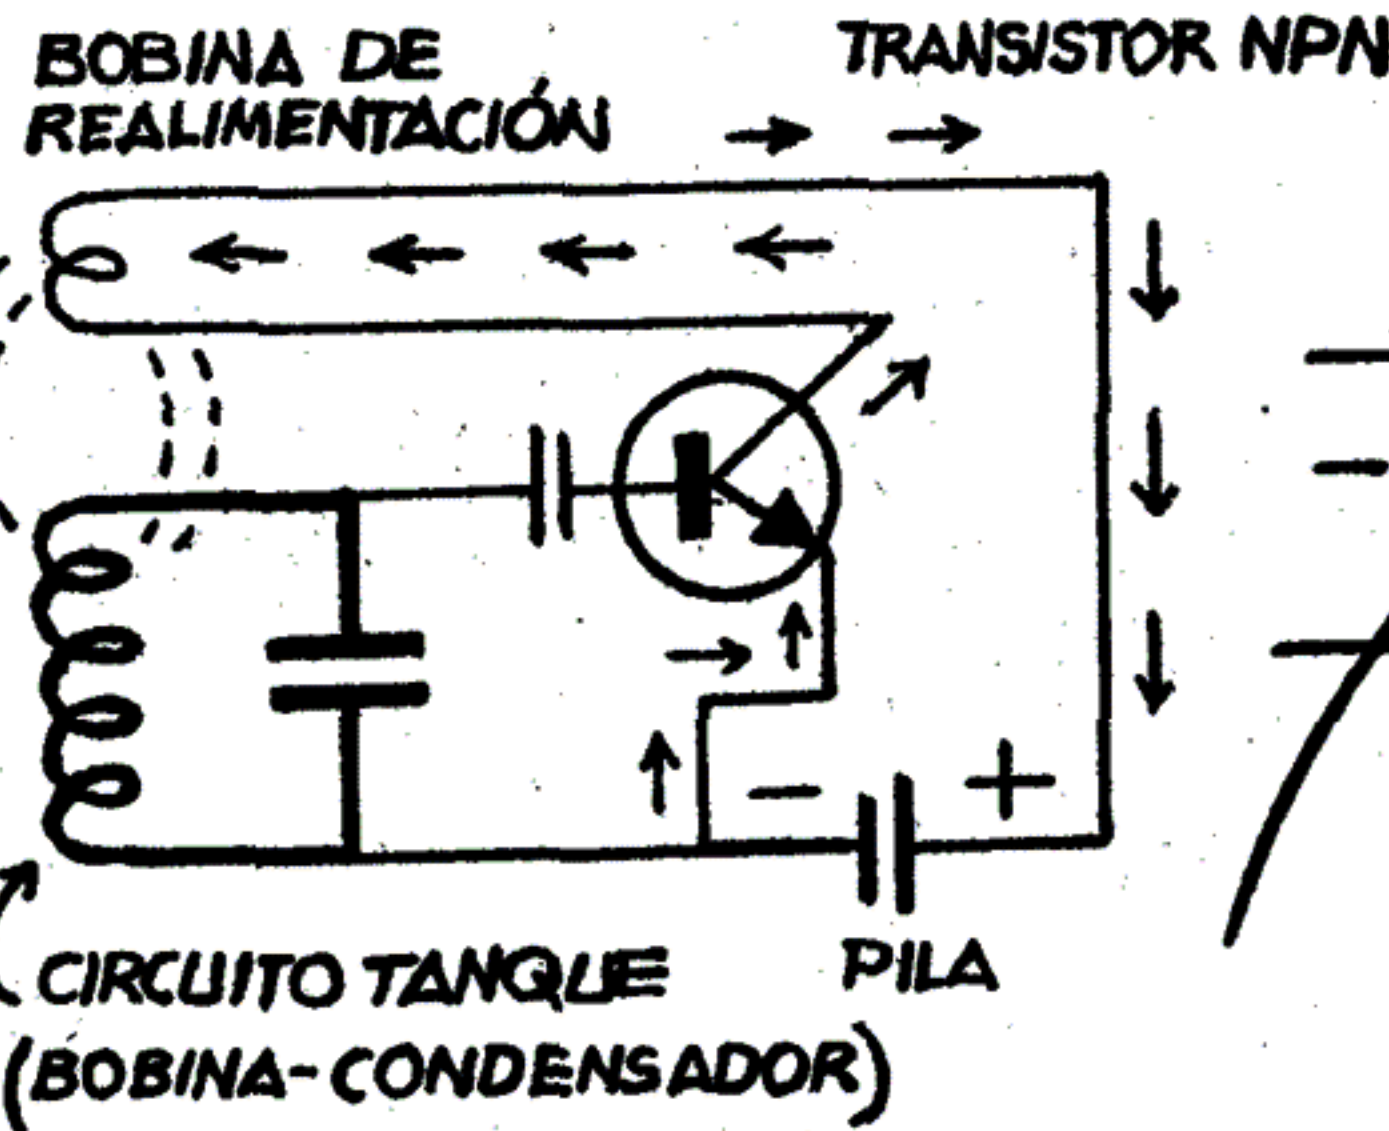 BOBINA DE
REALIMENTACIÓN
TRANSISTOR NPN
- +
PILA
CIRCUITO TANQUE
(BOBINA-CONDENSADOR)